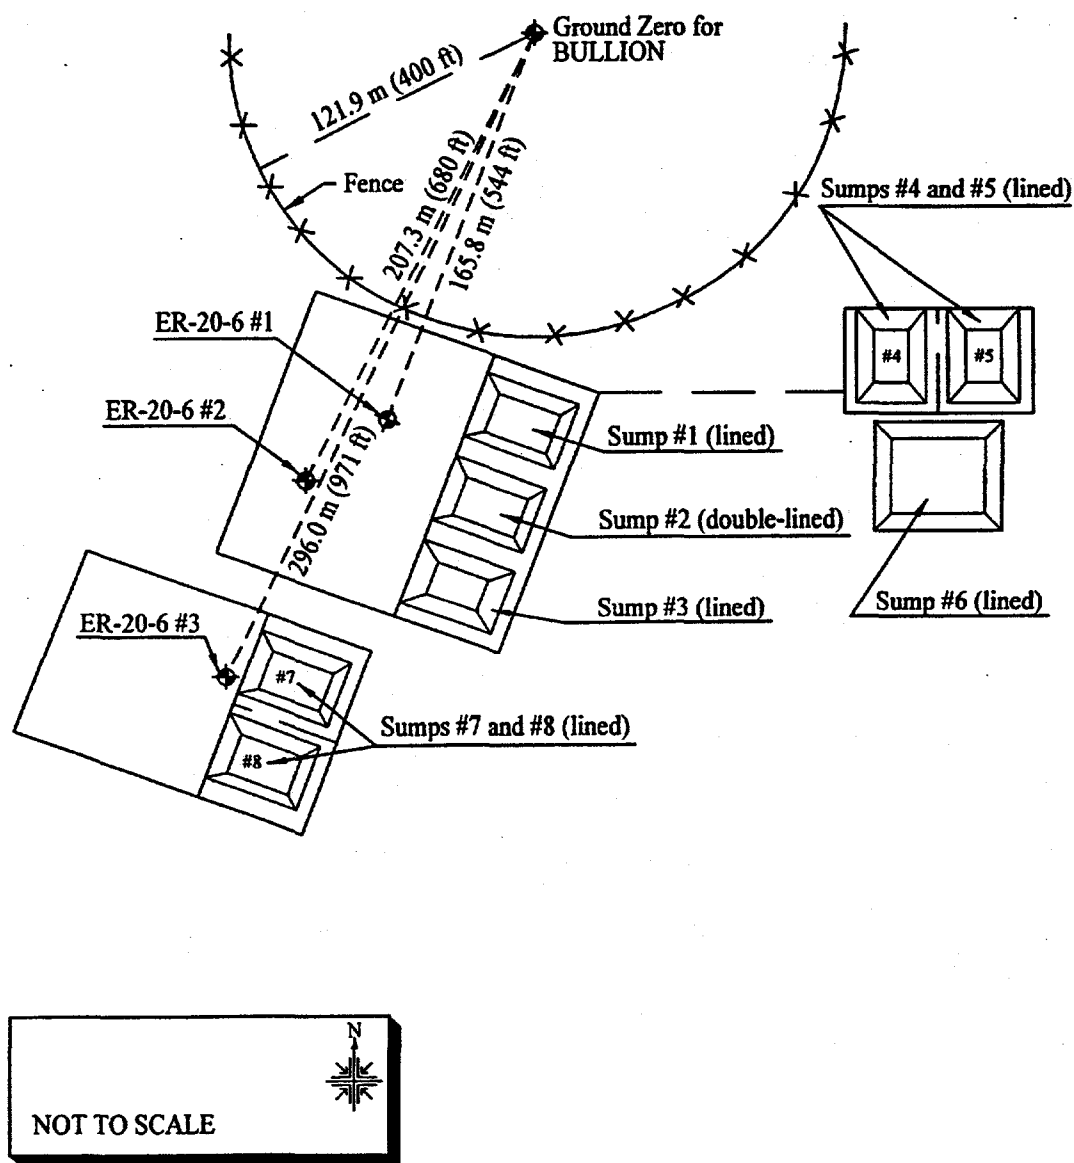 Ground Zero for
BULLION
121.9 m (400 ft)
Fence
207.3 m (680 ft)
165.8 m (544 ft)
Sumps #4 and #5 (lined)
ER-20-6 #1
#4
#5
ER-20-6 #2
Sump #1 (lined)
296.0 m (971 ft)
Sump #2 (double-lined)
Sump #3 (lined)
Sump #6 (lined)
ER-20-6 #3
#7
Sumps #7 and #8 (lined)
#8
N
NOT TO SCALE